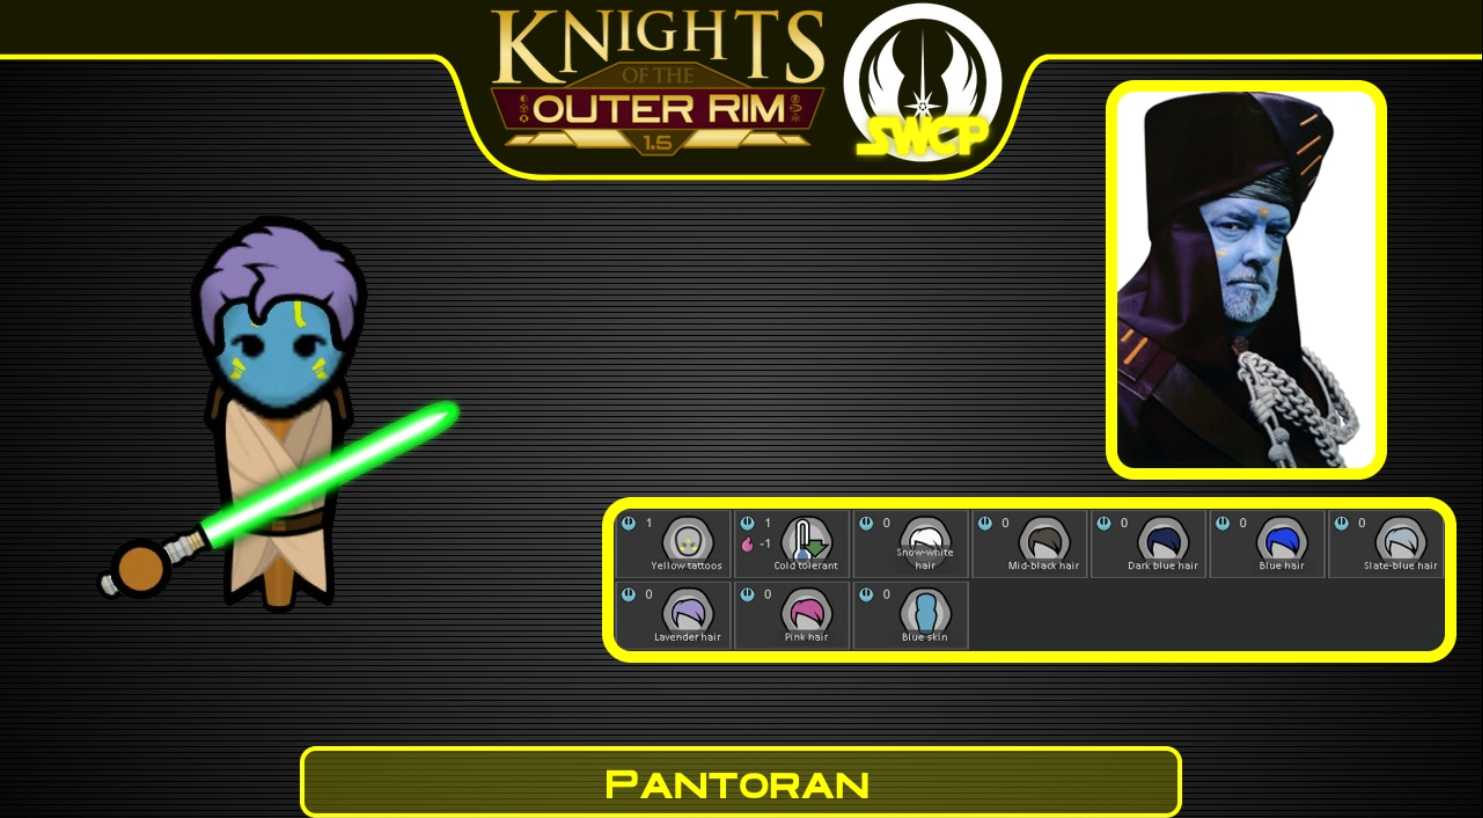 KNIGHTS
OF THE
OUTER RIM
1.5
SWCP
1
Yellow tattoos
1
-1
Cold tolerant
0
Snow-white
hair
0
Mid-black hair
0
Dark blue hair
0
Blue hair
0
Slate-blue hair
0
Lavender hair
0
Pink hair
0
Blue skin
PANTORAN